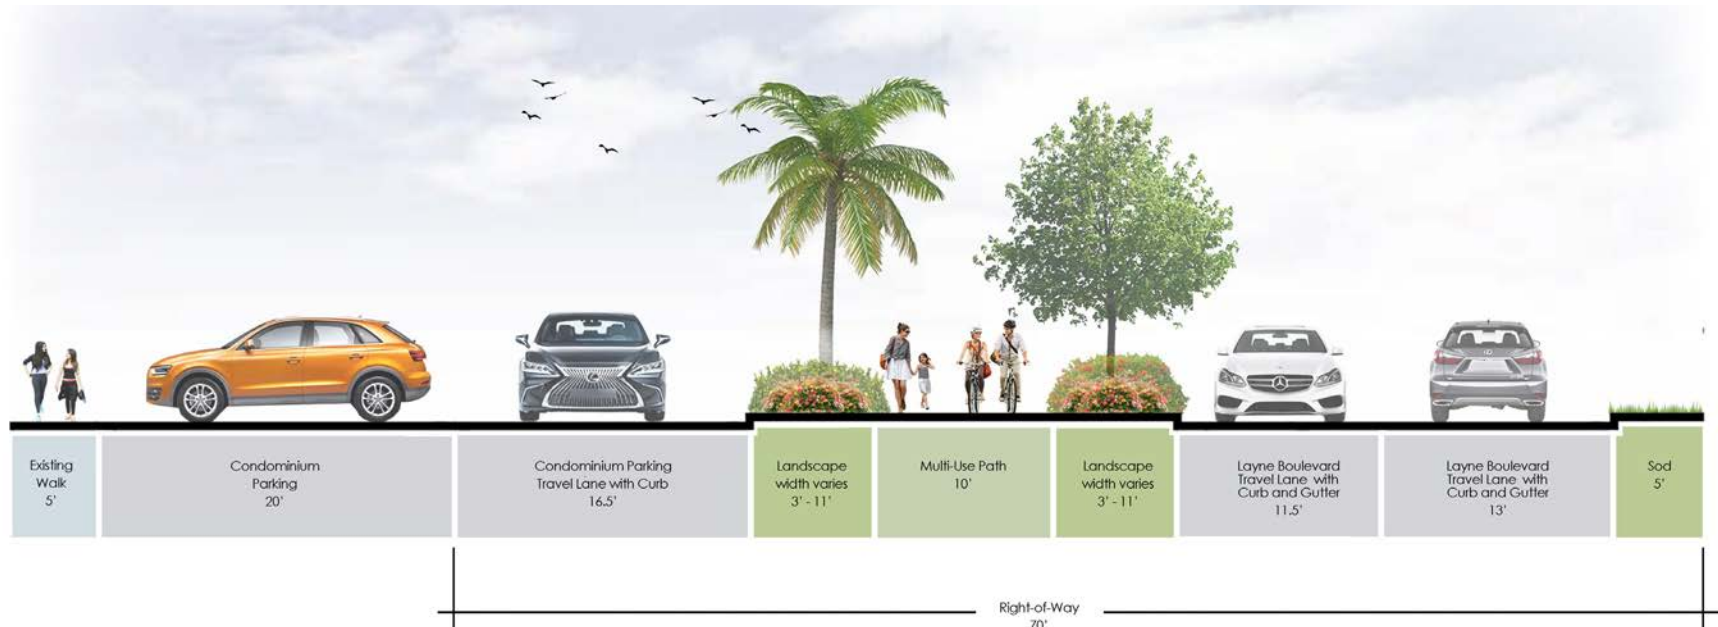 Existing
Walk
5'
Condominium
Parking
20'
Condominium Parking
Travel Lane with Curb
16.5'
Landscape
width varies
3' - 11'
Multi-Use Path
10'
Landscape
width varies
3' - 11'
Layne Boulevard
Travel Lane with
Curb and Gutter
11.5'
Layne Boulevard
Travel Lane with
Curb and Gutter
13'
Sod
5'
Right-of-Way
70'